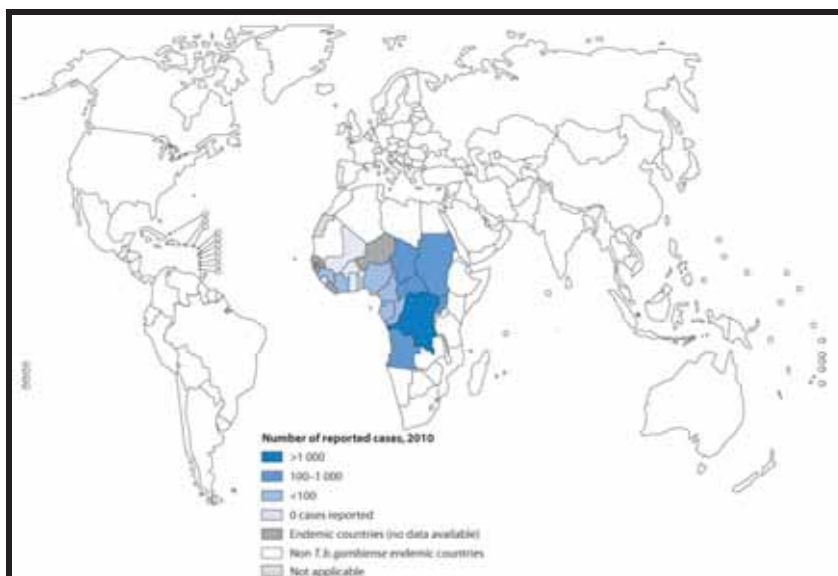 Number of reported cases, 2010
>1 000
100–1 000
<100
0 cases reported
Endemic countries (no data available)
Non T.b. gambiense endemic countries
Not applicable